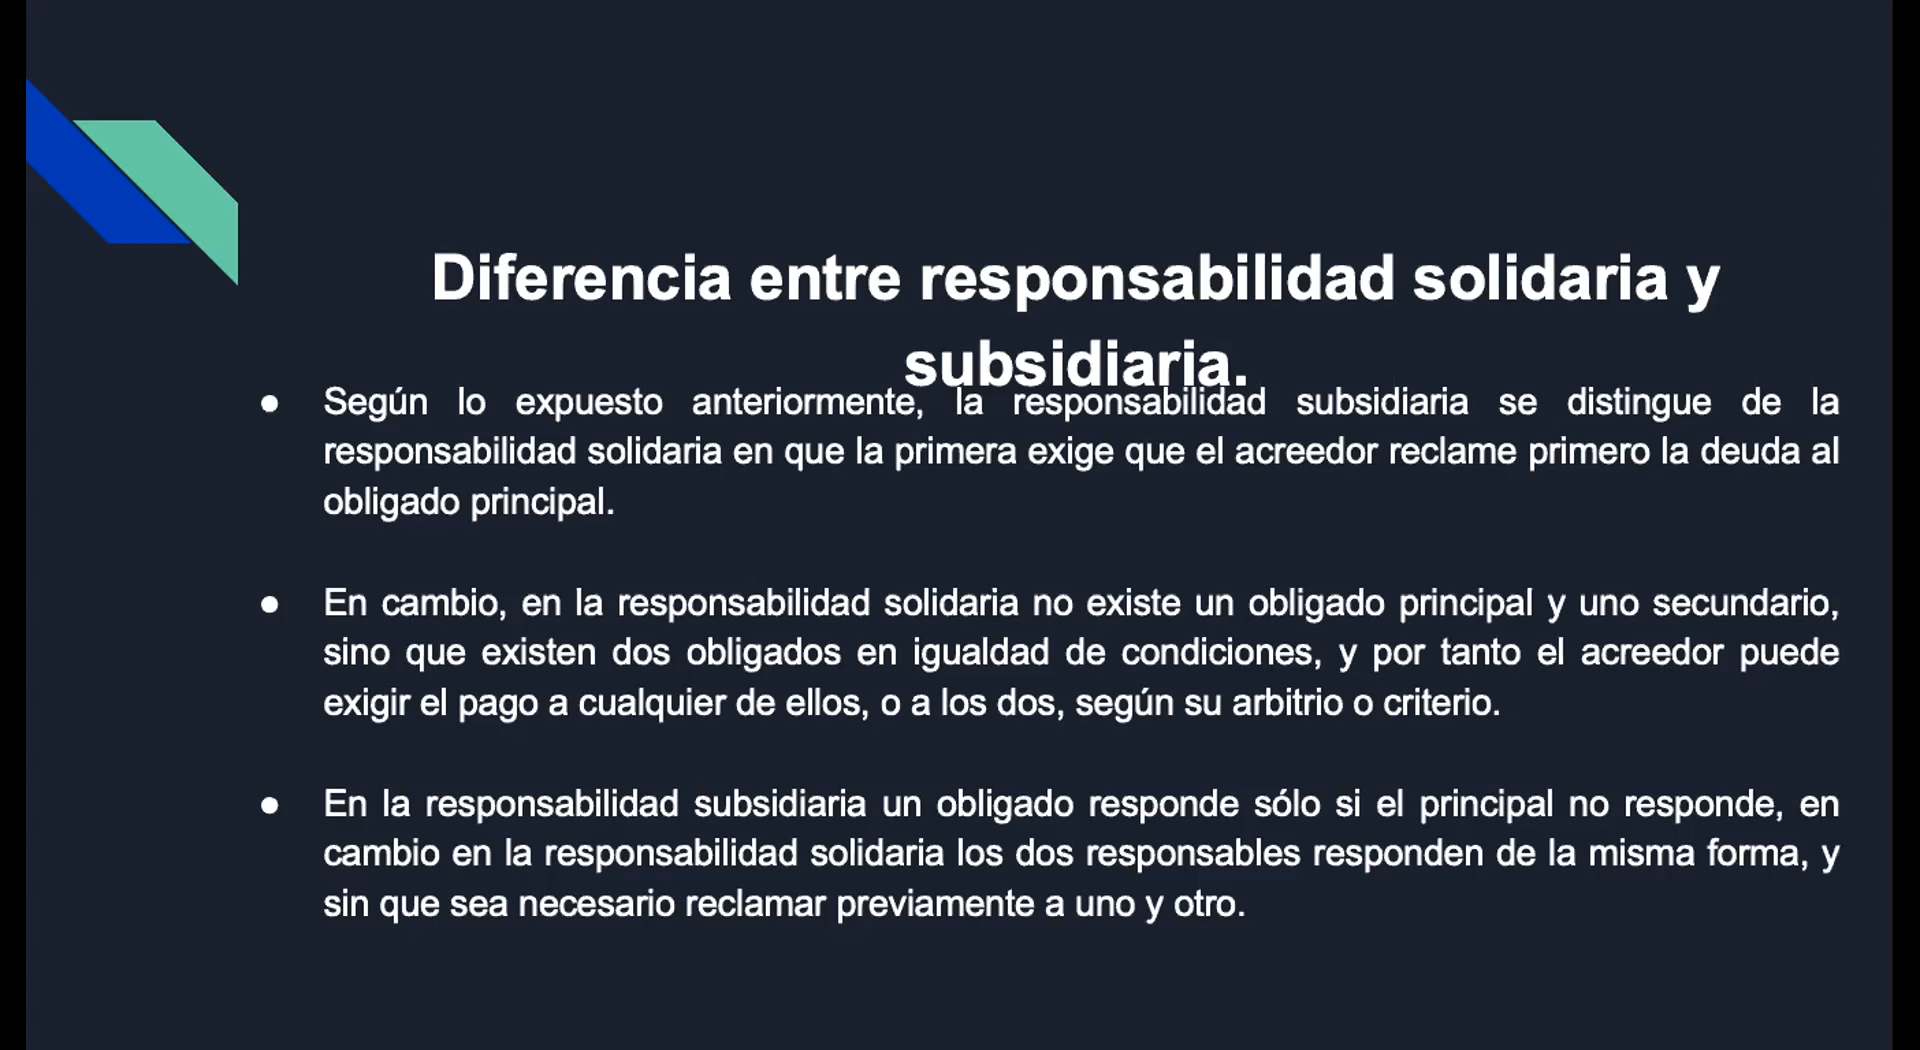 Diferencia entre responsabilidad solidaria y
subsidiaria.
● Según lo expuesto anteriormente, la responsabilidad subsidiaria se distingue de la
responsabilidad solidaria en que la primera exige que el acreedor reclame primero la deuda al
obligado principal.
● En cambio, en la responsabilidad solidaria no existe un obligado principal y uno secundario,
sino que existen dos obligados en igualdad de condiciones, y por tanto el acreedor puede
exigir el pago a cualquier de ellos, o a los dos, según su arbitrio o criterio.
● En la responsabilidad subsidiaria un obligado responde sólo si el principal no responde, en
cambio en la responsabilidad solidaria los dos responsables responden de la misma forma, y
sin que sea necesario reclamar previamente a uno y otro.